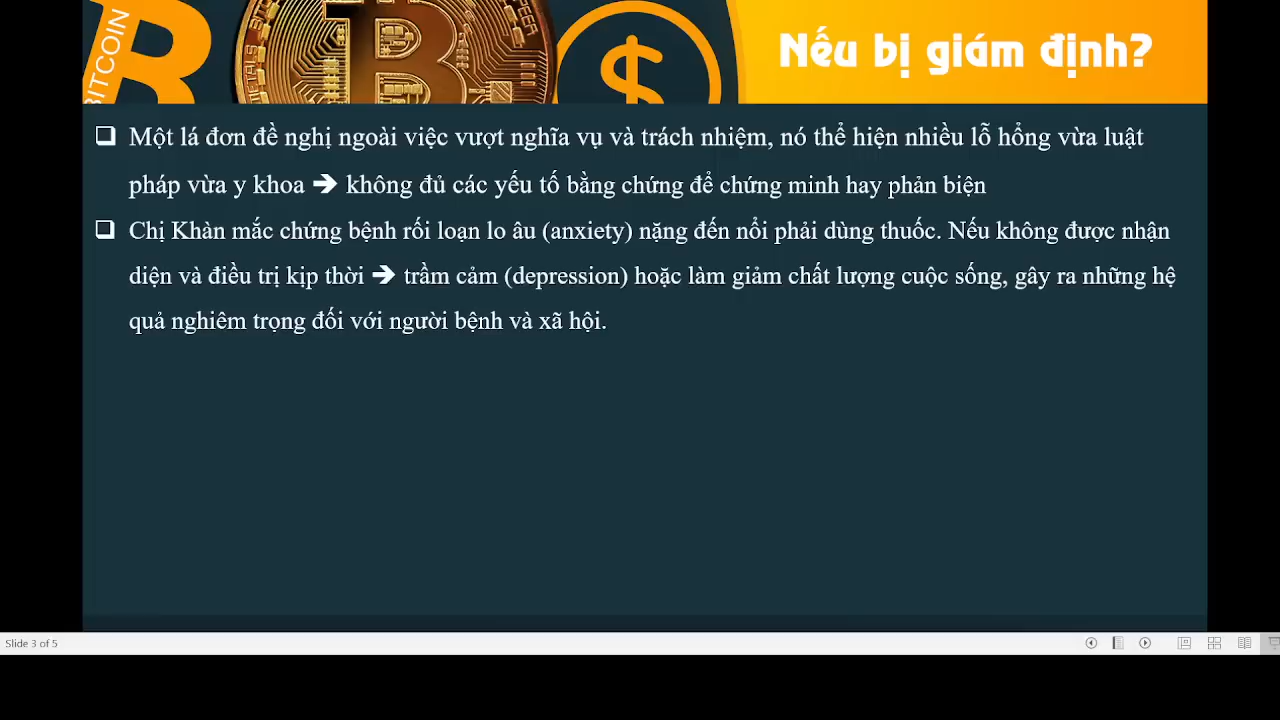 BITCOIN
Nếu bị giám định?
Một lá đơn đề nghị ngoài việc vượt nghĩa vụ và trách nhiệm, nó thể hiện nhiều lỗ hổng vừa luật
pháp vừa y khoa ➔ không đủ các yếu tố bằng chứng để chứng minh hay phản biện
Chị Khàn mắc chứng bệnh rối loạn lo âu (anxiety) nặng đến nổi phải dùng thuốc. Nếu không được nhận
diện và điều trị kịp thời ➔ trầm cảm (depression) hoặc làm giảm chất lượng cuộc sống, gây ra những hệ
quả nghiêm trọng đối với người bệnh và xã hội.
Slide 3 of 5